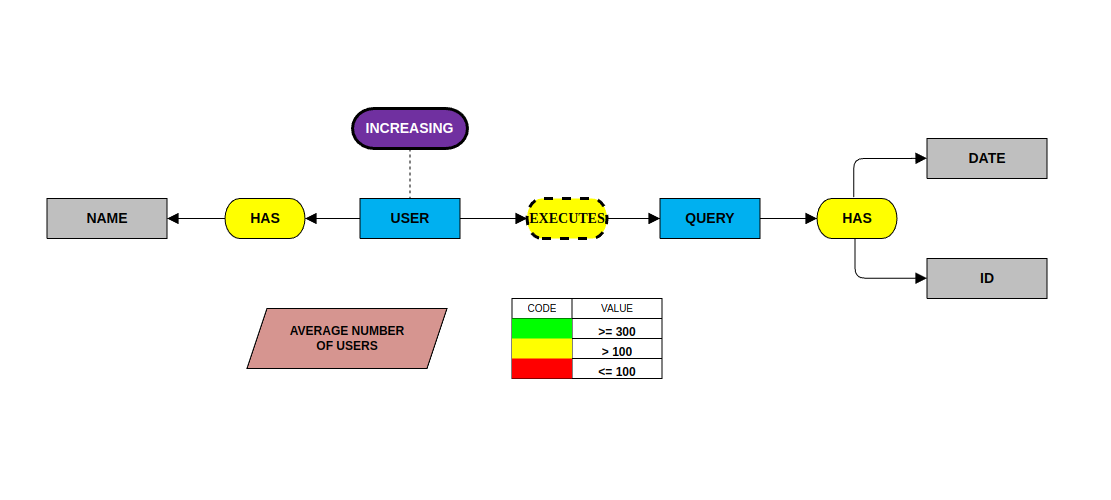 INCREASING
DATE
NAME
HAS
USER
EXECUTES
QUERY
HAS
ID
AVERAGE NUMBER
OF USERS
CODE VALUE
>= 300
> 100
<= 100